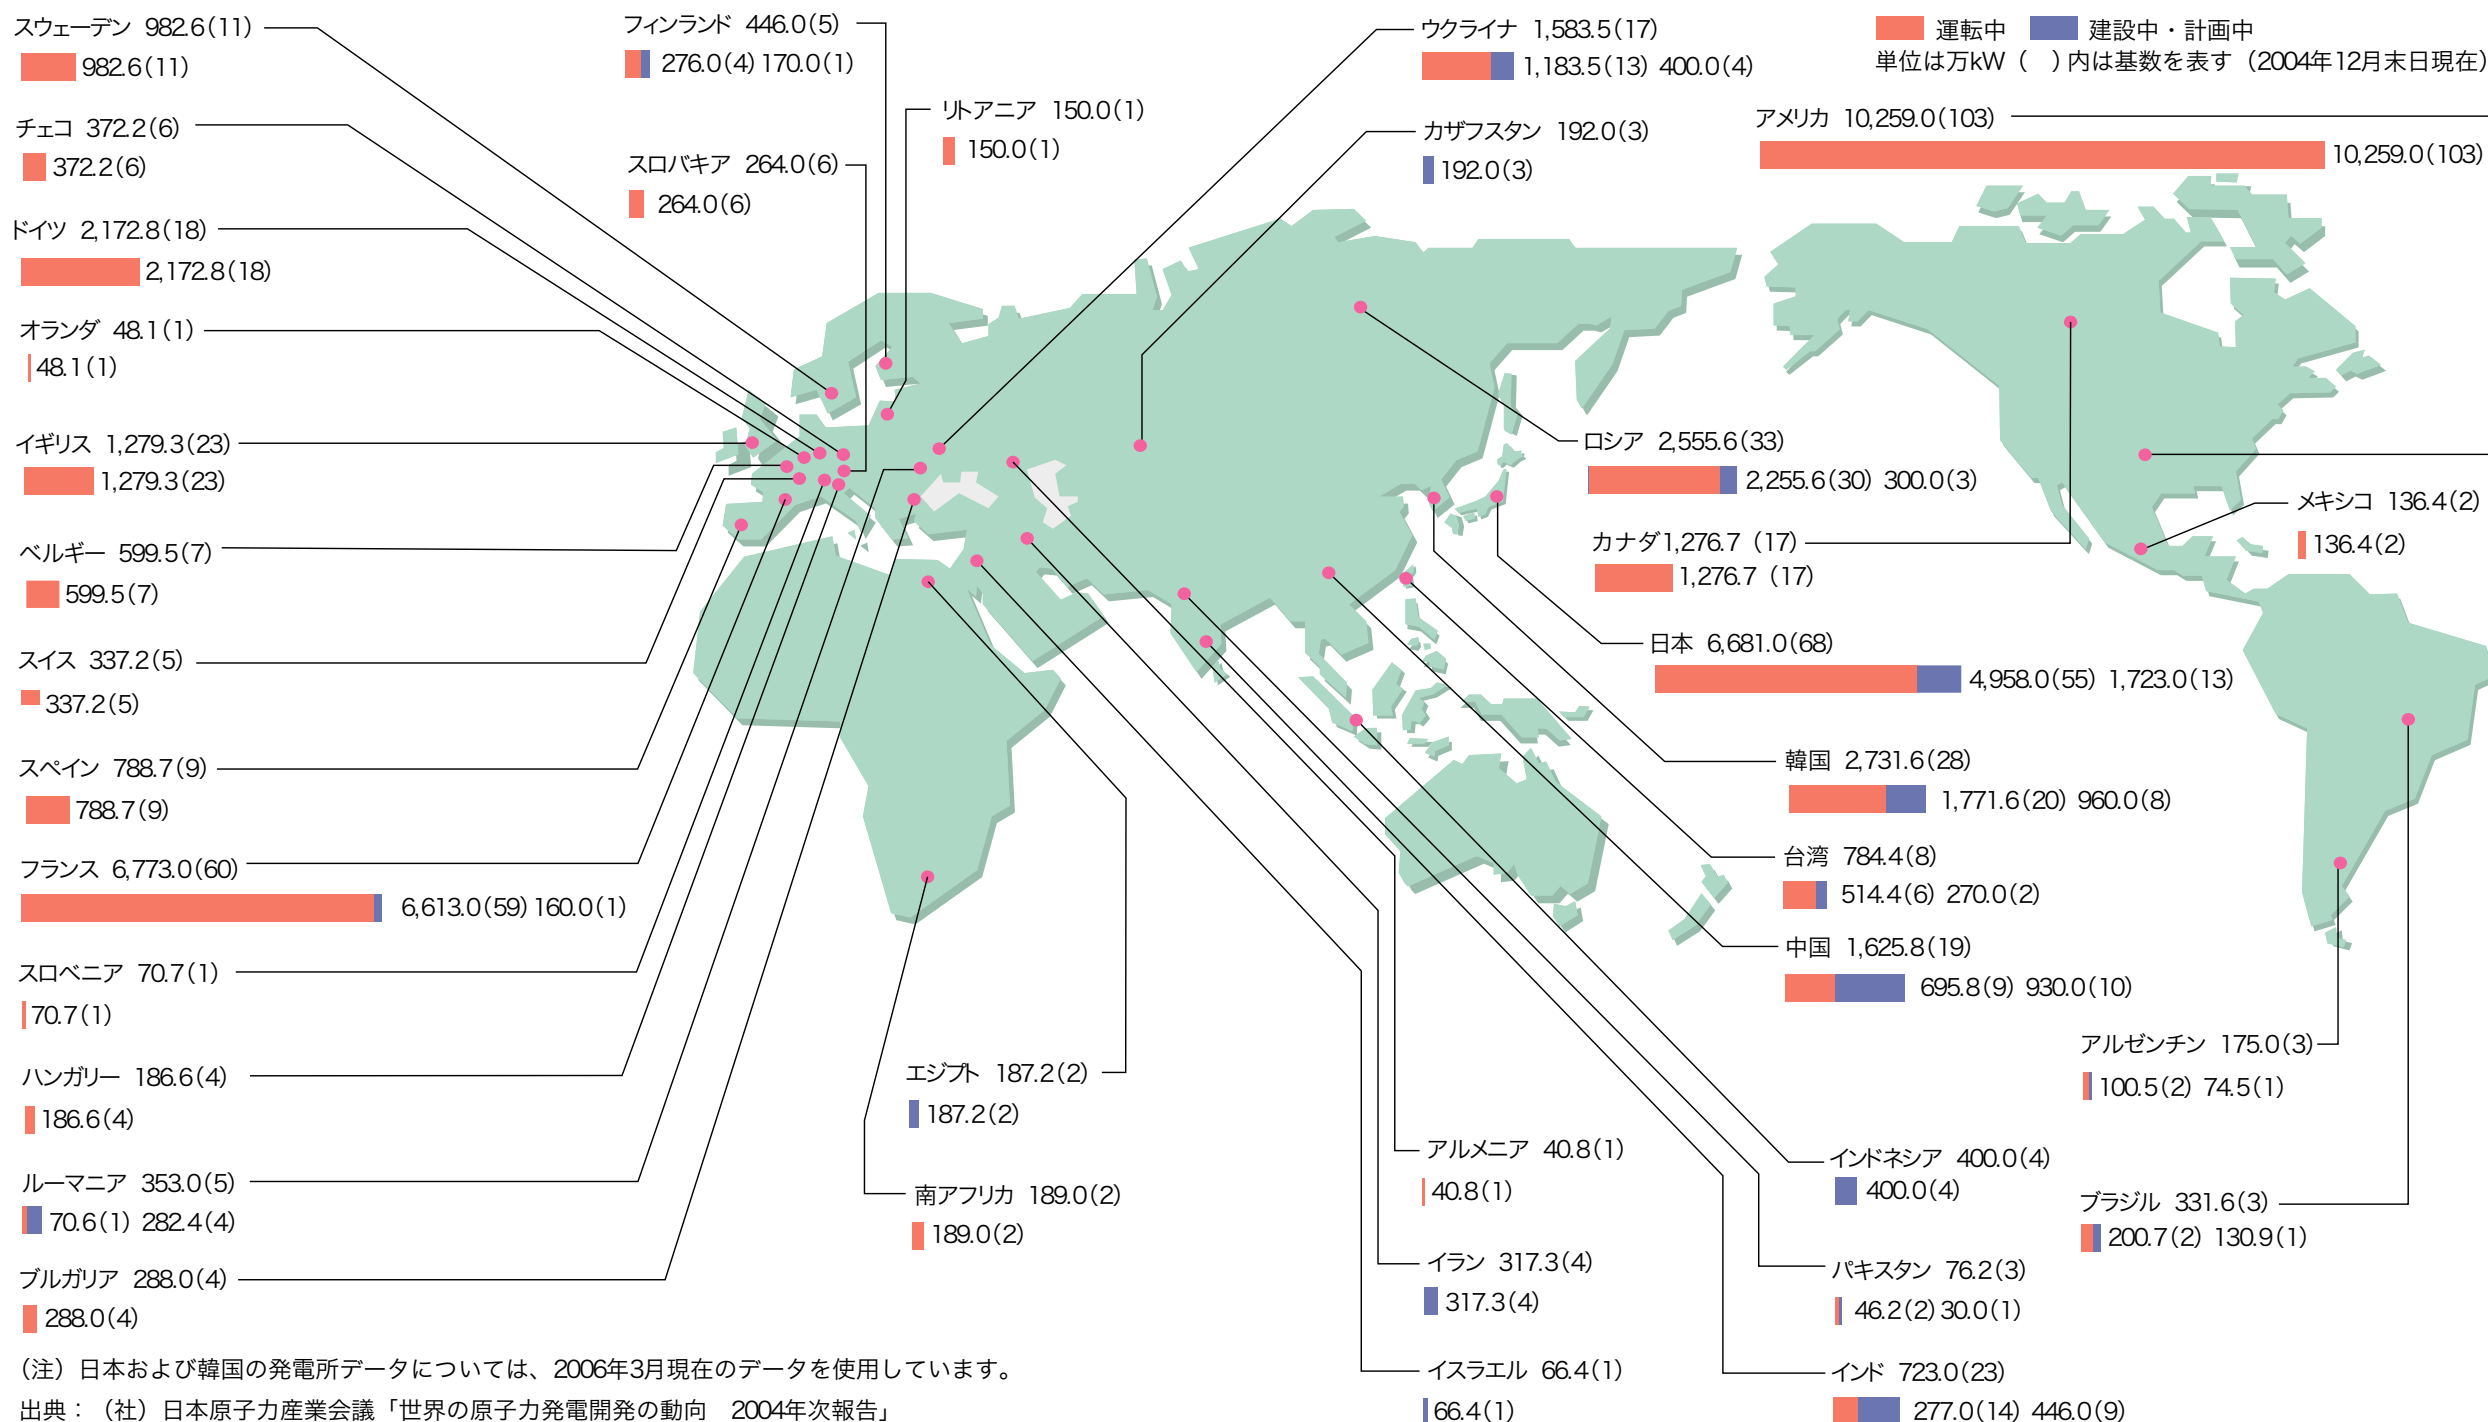 運転中 建設中・計画中
単位は万kW（　）内は基数を表す（2004年12月末日現在）
スウェーデン 982.6(11)
982.6(11)
チェコ 372.2(6)
372.2(6)
ドイツ 2,172.8(18)
2,172.8(18)
オランダ 48.1(1)
48.1(1)
イギリス 1,279.3(23)
1,279.3(23)
ベルギー 599.5(7)
599.5(7)
スイス 337.2(5)
337.2(5)
スペイン 788.7(9)
788.7(9)
フランス 6,773.0(60)
6,613.0(59) 160.0(1)
スロベニア 70.7(1)
70.7(1)
ハンガリー 186.6(4)
186.6(4)
ルーマニア 353.0(5)
70.6(1) 282.4(4)
ブルガリア 288.0(4)
288.0(4)
フィンランド 446.0(5)
276.0(4) 170.0(1)
スロバキア 264.0(6)
264.0(6)
リトアニア 150.0(1)
150.0(1)
ウクライナ 1,583.5(17)
1,183.5(13) 400.0(4)
カザフスタン 192.0(3)
192.0(3)
アメリカ 10,259.0(103)
10,259.0(103)
ロシア 2,555.6(33)
2,255.6(30) 300.0(3)
カナダ1,276.7 (17)
1,276.7 (17)
メキシコ 136.4(2)
136.4(2)
日本 6,681.0(68)
4,958.0(55) 1,723.0(13)
韓国 2,731.6(28)
1,771.6(20) 960.0(8)
台湾 784.4(8)
514.4(6) 270.0(2)
中国 1,625.8(19)
695.8(9) 930.0(10)
アルゼンチン 175.0(3)
100.5(2) 74.5(1)
ブラジル 331.6(3)
200.7(2) 130.9(1)
エジプト 187.2(2)
187.2(2)
南アフリカ 189.0(2)
189.0(2)
アルメニア 40.8(1)
40.8(1)
イラン 317.3(4)
317.3(4)
イスラエル 66.4(1)
66.4(1)
インドネシア 400.0(4)
400.0(4)
パキスタン 76.2(3)
46.2(2) 30.0(1)
インド 723.0(23)
277.0(14) 446.0(9)
（注）日本および韓国の発電所データについては、2006年3月現在のデータを使用しています。
出典：（社）日本原子力産業会議「世界の原子力発電開発の動向　2004年次報告」